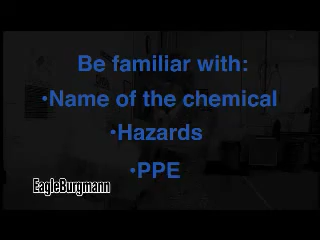 Be familiar with:
•Name of the chemical
•Hazards
•PPE
EagleBurgmann